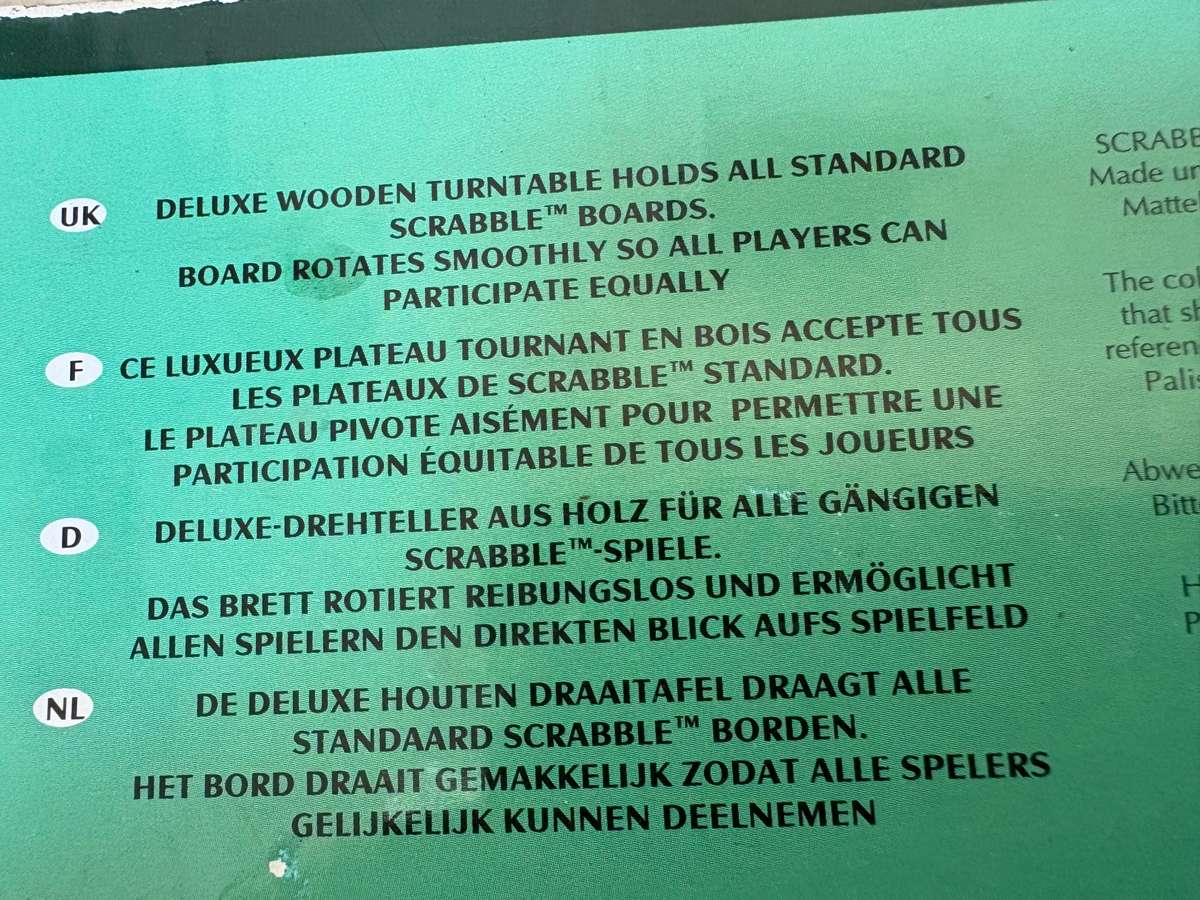 UK
DELUXE WOODEN TURNTABLE HOLDS ALL STANDARD
SCRABBLE™ BOARDS.
BOARD ROTATES SMOOTHLY SO ALL PLAYERS CAN
PARTICIPATE EQUALLY
F
CE LUXUEUX PLATEAU TOURNANT EN BOIS ACCEPTE TOUS
LES PLATEAUX DE SCRABBLE™ STANDARD.
LE PLATEAU PIVOTE AISÉMENT POUR PERMETTRE UNE
PARTICIPATION ÉQUITABLE DE TOUS LES JOUEURS
D
DELUXE-DREHTELLER AUS HOLZ FÜR ALLE GÄNGIGEN
SCRABBLE™-SPIELE.
DAS BRETT ROTIERT REIBUNGSLOS UND ERMÖGLICHT
ALLEN SPIELERN DEN DIREKTEN BLICK AUFS SPIELFELD
NL
DE DELUXE HOUTEN DRAAITAFEL DRAAGT ALLE
STANDAARD SCRABBLE™ BORDEN.
HET BORD DRAAIT GEMAKKELIJK ZODAT ALLE SPELERS
GELIJKELIJK KUNNEN DEELNEMEN
Made
The
that